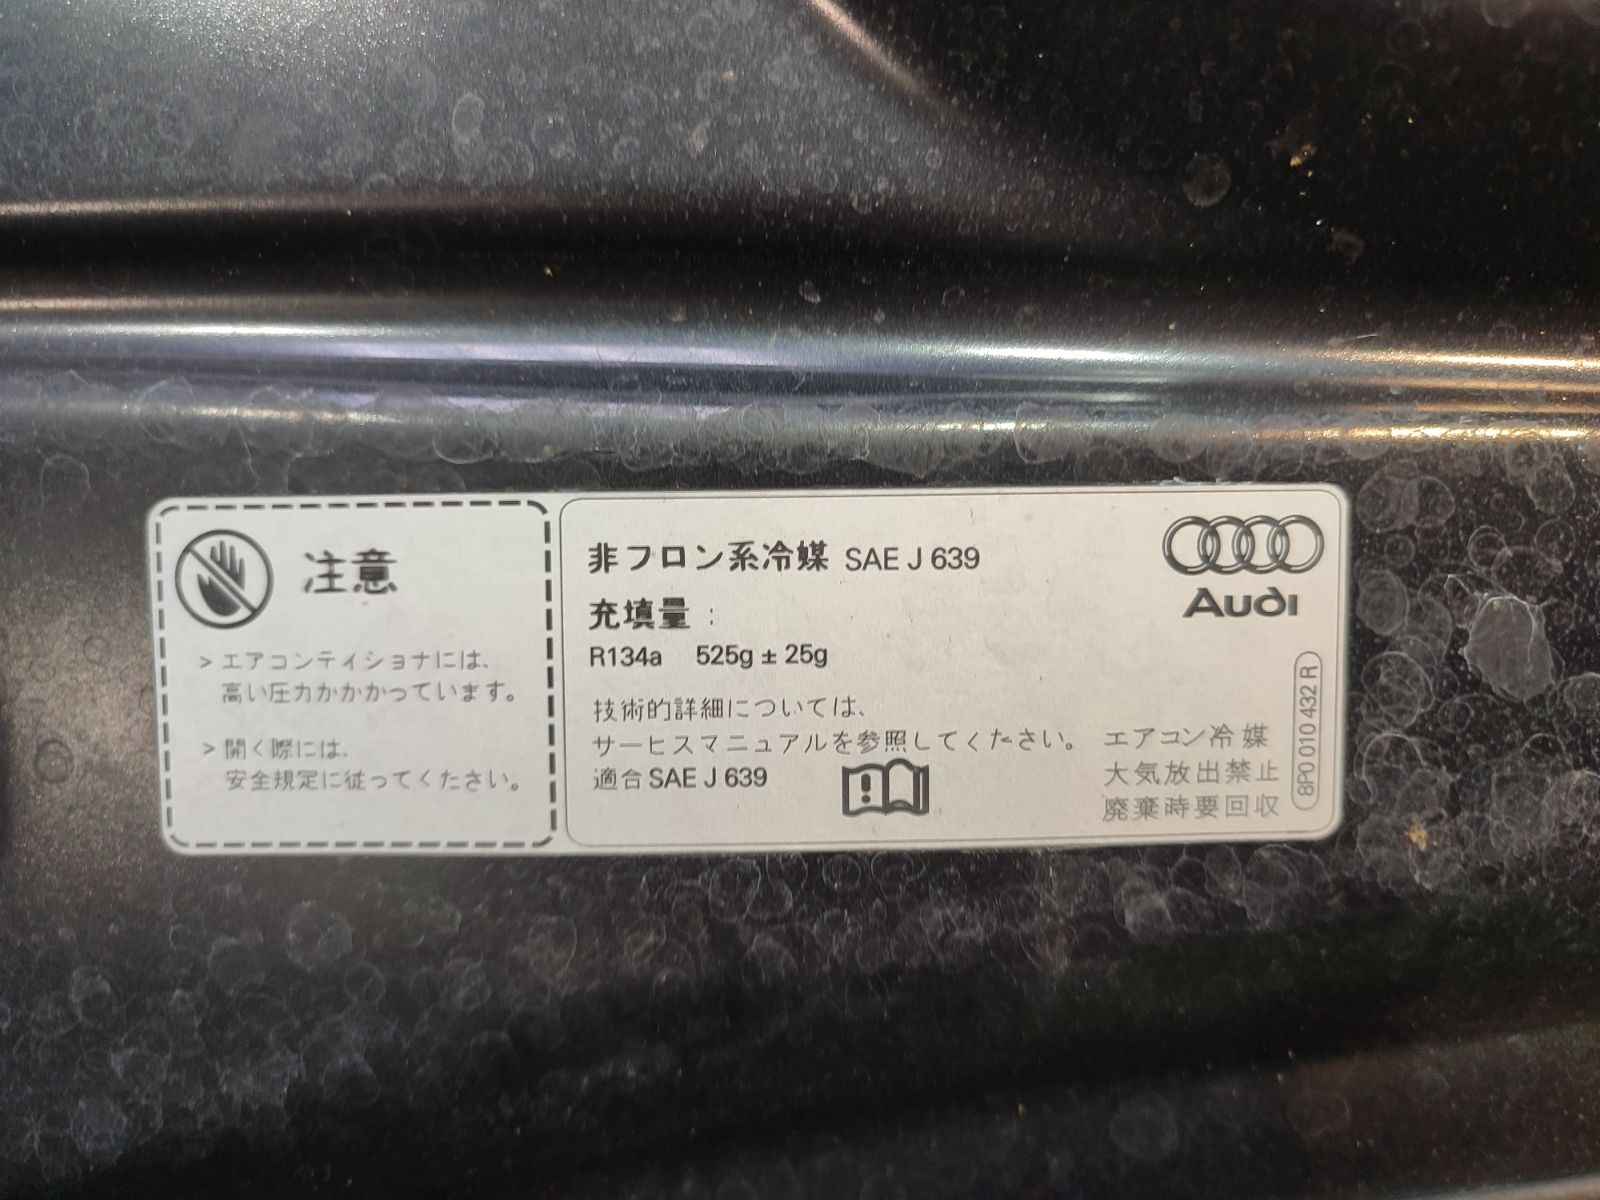 注意
> エアコンディショナには、
高い圧力がかかっています。
> 開く際には、
安全規定に従ってください。
非フロン系冷媒 SAE J 639
充填量 :
R134a 525g ± 25g
技術的詳細については、
サービスマニュアルを参照してください。
適合 SAE J 639
Audi
エアコン冷媒
大気放出禁止
廃棄時要回収
8P0 010 432 R